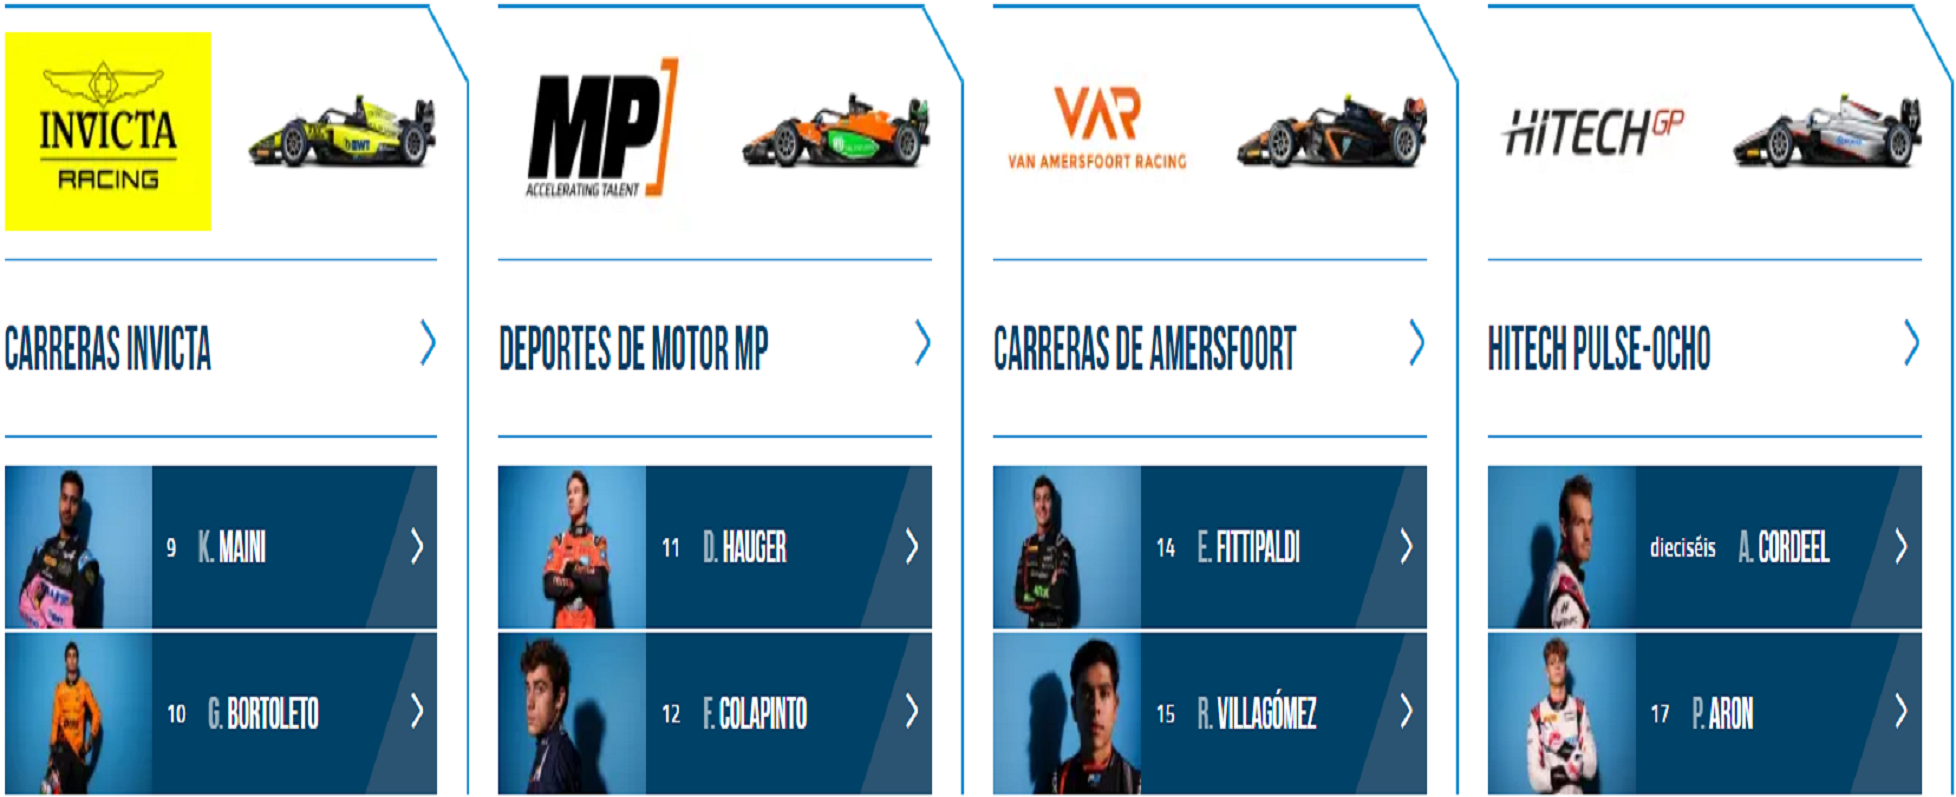 INVICTA
RACING
CARRERAS INVICTA
9 K. MAINI
10 G. BORTOLETO
MP
ACCELERATING TALENT
DEPORTES DE MOTOR MP
11 D. HAUGER
12 F. COLAPINTO
VAR
VAN AMERSFOORT RACING
CARRERAS DE AMERSFOORT
14 E. FITTIPALDI
15 R. VILLAGÓMEZ
HITECH GP
HITECH PULSE-OCHO
dieciséis A. CORDEEL
17 P. ARON